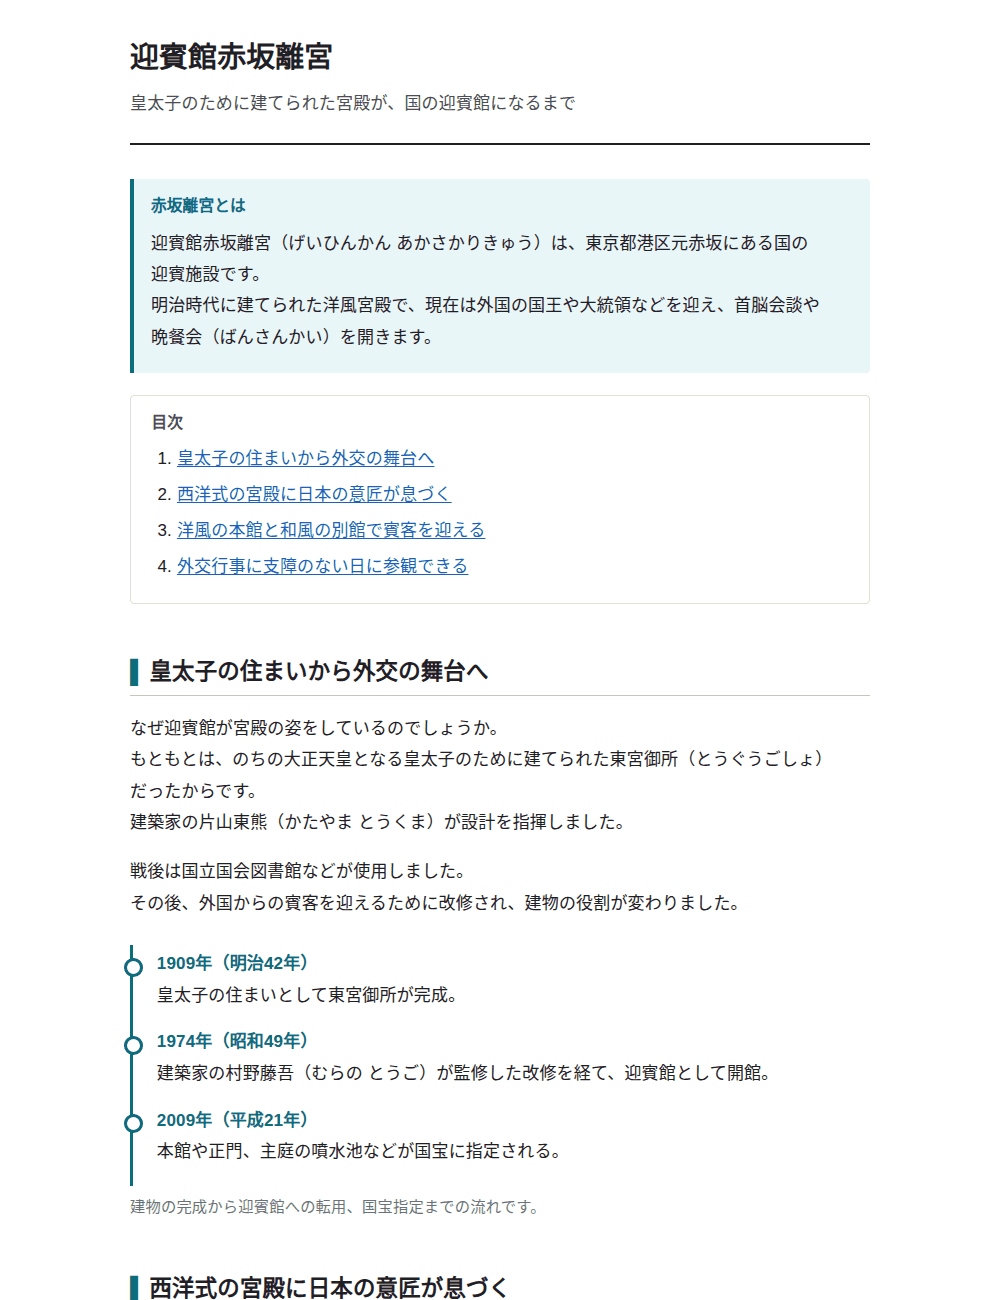 迎賓館赤坂離宮
皇太子のために建てられた宮殿が、国の迎賓館になるまで
赤坂離宮とは
迎賓館赤坂離宮（げいひんかん あかさかりきゅう）は、東京都港区元赤坂にある国の
迎賓施設です。
明治時代に建てられた洋風宮殿で、現在は外国の国王や大統領などを迎え、首脳会談や
晩餐会（ばんさんかい）を開きます。
目次
1. 皇太子の住まいから外交の舞台へ
2. 西洋式の宮殿に日本の意匠が息づく
3. 洋風の本館と和風の別館で賓客を迎える
4. 外交行事に支障のない日に参観できる
皇太子の住まいから外交の舞台へ
なぜ迎賓館が宮殿の姿をしているのでしょうか。
もともとは、のちの大正天皇となる皇太子のために建てられた東宮御所（とうぐうごしょ）
だったからです。
建築家の片山東熊（かたやま とうくま）が設計を指揮しました。
戦後は国立国会図書館などが使用しました。
その後、外国からの賓客を迎えるために改修され、建物の役割が変わりました。
1909年（明治42年）
皇太子の住まいとして東宮御所が完成。
1974年（昭和49年）
建築家の村野藤吾（むらの とうご）が監修した改修を経て、迎賓館として開館。
2009年（平成21年）
本館や正門、主庭の噴水池などが国宝に指定される。
建物の完成から迎賓館への転用、国宝指定までの流れです。
西洋式の宮殿に日本の意匠が息づく